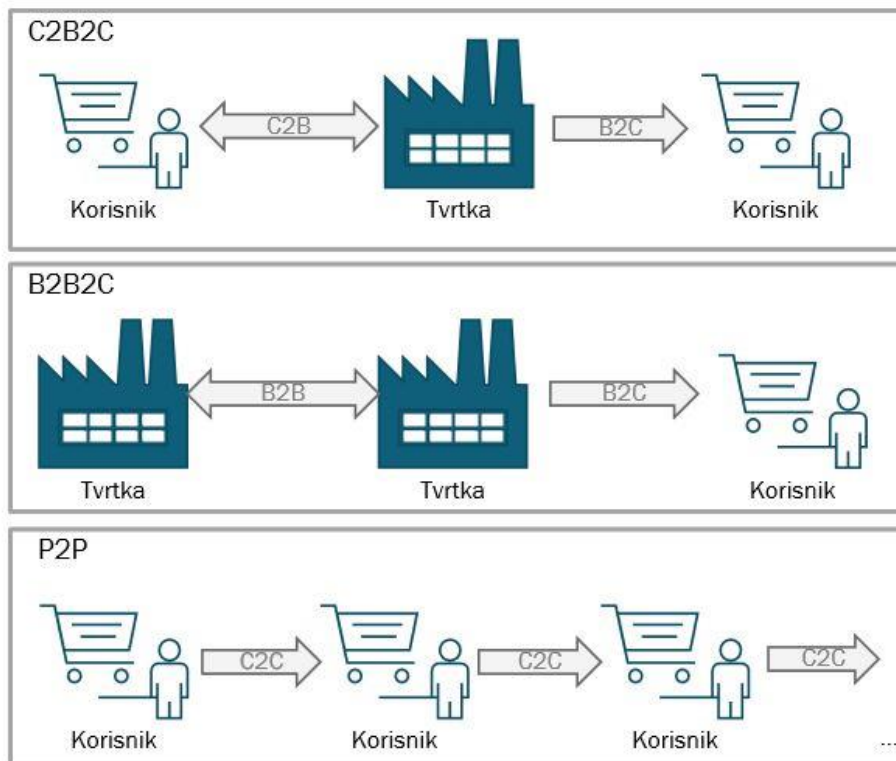 C2B2C
C2B
B2C
Korisnik
Tvrtka
Korisnik
B2B2C
B2B
B2C
Tvrtka
Tvrtka
Korisnik
P2P
C2C
C2C
C2C
Korisnik
Korisnik
Korisnik
...